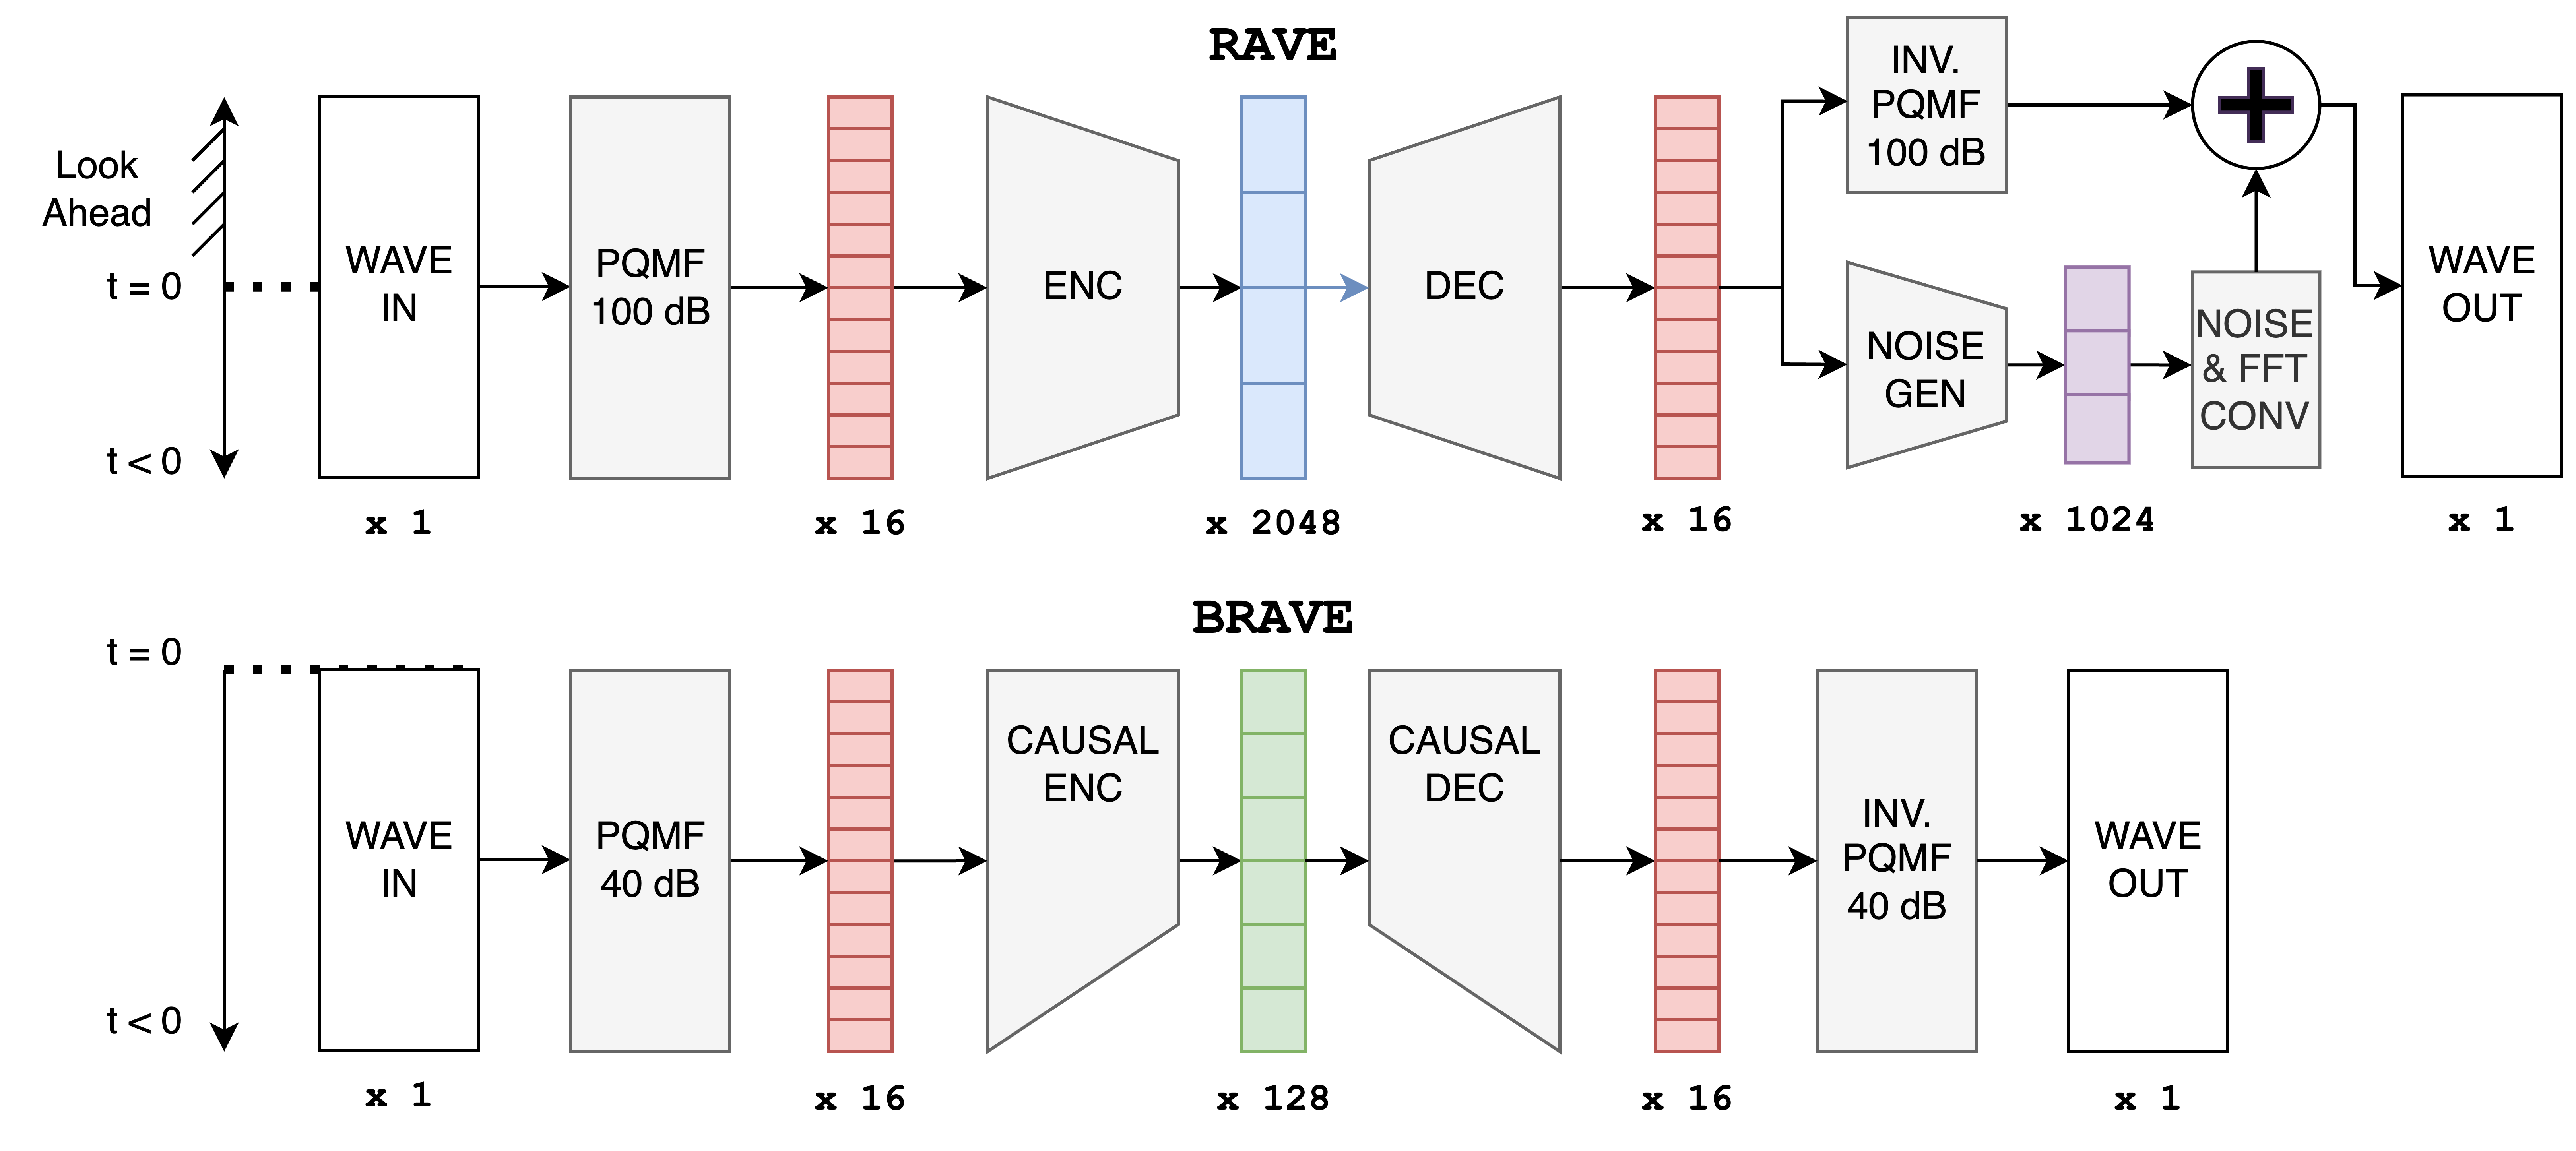 RAVE
Look
Ahead
t = 0
t < 0
WAVE
IN
PQMF
100 dB
ENC
DEC
INV.
PQMF
100 dB
NOISE
GEN
NOISE
& FFT
CONV
WAVE
OUT
x 1
x 16
x 2048
x 16
x 1024
x 1
BRAVE
t = 0
t < 0
WAVE
IN
PQMF
40 dB
CAUSAL
ENC
CAUSAL
DEC
INV.
PQMF
40 dB
WAVE
OUT
x 1
x 16
x 128
x 16
x 1